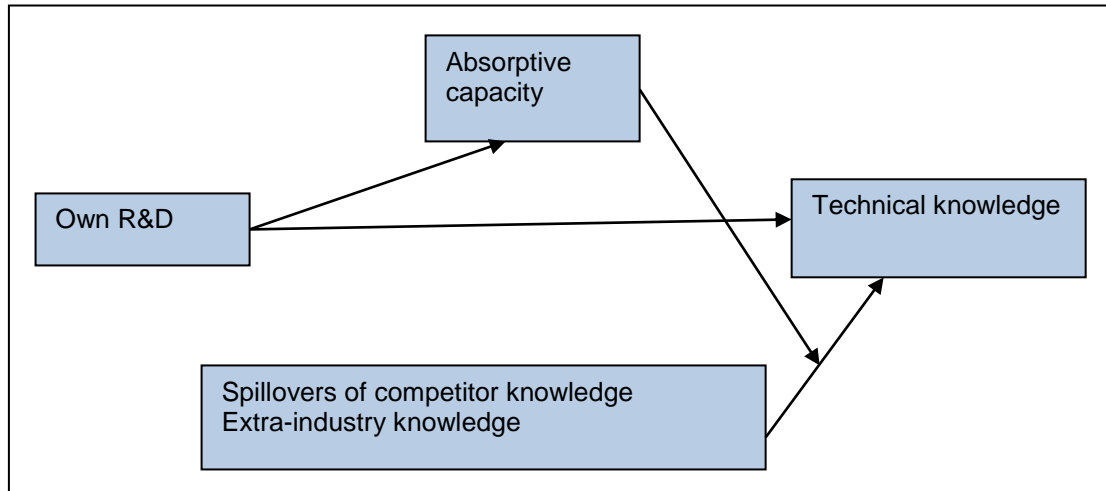 Absorptive
capacity
Own R&D
Technical knowledge
Spillovers of competitor knowledge
Extra-industry knowledge